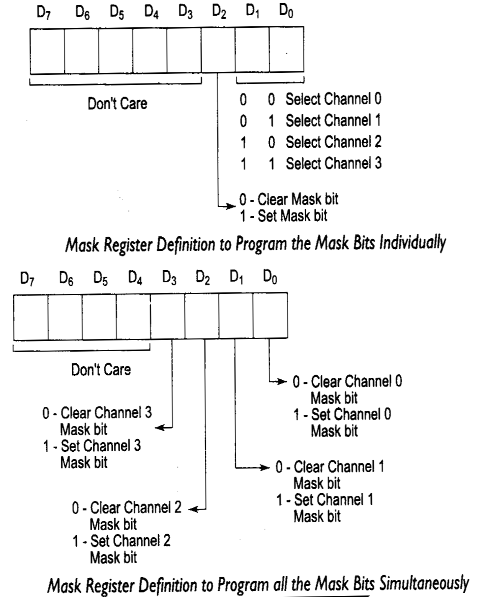 D7 D6 D5 D4 D3 D2 D1 D0
Don't Care
0 0 Select Channel 0
0 1 Select Channel 1
1 0 Select Channel 2
1 1 Select Channel 3
0 - Clear Mask bit
1 - Set Mask bit
Mask Register Definition to Program the Mask Bits Individually
D7 D6 D5 D4 D3 D2 D1 D0
Don't Care
0 - Clear Channel 0
Mask bit
1 - Set Channel 0
Mask bit
0 - Clear Channel 3
Mask bit
1 - Set Channel 3
Mask bit
0 - Clear Channel 1
Mask bit
1 - Set Channel 1
Mask bit
0 - Clear Channel 2
Mask bit
1 - Set Channel 2
Mask bit
Mask Register Definition to Program all the Mask Bits Simultaneously